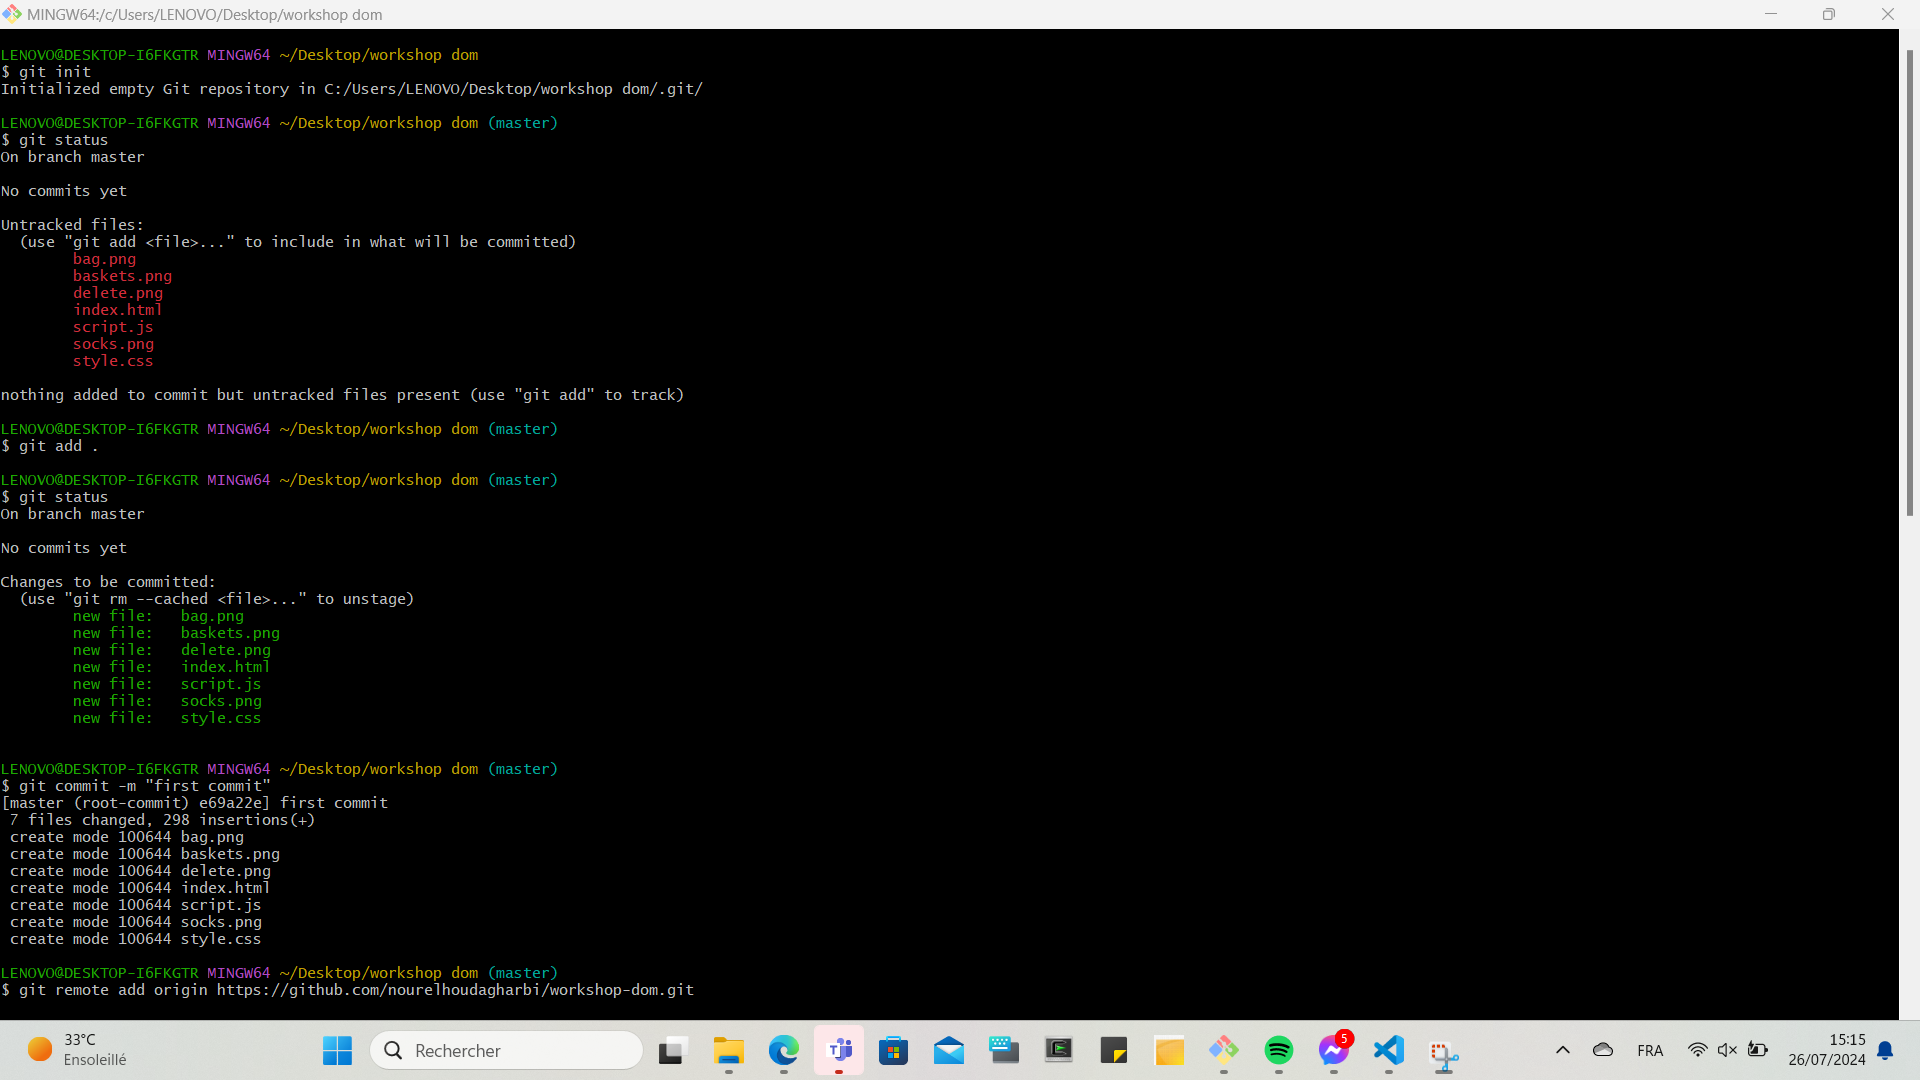 MINGW64:/c/Users/LENOVO/Desktop/workshop dom
LENOVO@DESKTOP-I6FKGTR MINGW64 ~/Desktop/workshop dom
$ git init
Initialized empty Git repository in C:/Users/LENOVO/Desktop/workshop dom/.git/
LENOVO@DESKTOP-I6FKGTR MINGW64 ~/Desktop/workshop dom (master)
$ git status
On branch master
No commits yet
Untracked files:
  (use "git add <file>..." to include in what will be committed)
        bag.png
        baskets.png
        delete.png
        index.html
        script.js
        socks.png
        style.css
nothing added to commit but untracked files present (use "git add" to track)
LENOVO@DESKTOP-I6FKGTR MINGW64 ~/Desktop/workshop dom (master)
$ git add .
LENOVO@DESKTOP-I6FKGTR MINGW64 ~/Desktop/workshop dom (master)
$ git status
On branch master
No commits yet
Changes to be committed:
  (use "git rm --cached <file>..." to unstage)
        new file:   bag.png
        new file:   baskets.png
        new file:   delete.png
        new file:   index.html
        new file:   script.js
        new file:   socks.png
        new file:   style.css
LENOVO@DESKTOP-I6FKGTR MINGW64 ~/Desktop/workshop dom (master)
$ git commit -m "first commit"
[master (root-commit) e69a22e] first commit
 7 files changed, 298 insertions(+)
 create mode 100644 bag.png
 create mode 100644 baskets.png
 create mode 100644 delete.png
 create mode 100644 index.html
 create mode 100644 script.js
 create mode 100644 socks.png
 create mode 100644 style.css
LENOVO@DESKTOP-I6FKGTR MINGW64 ~/Desktop/workshop dom (master)
$ git remote add origin https://github.com/nourelhoudagharbi/workshop-dom.git
33°C
Ensoleillé
Rechercher
5
FRA
15:15
26/07/2024